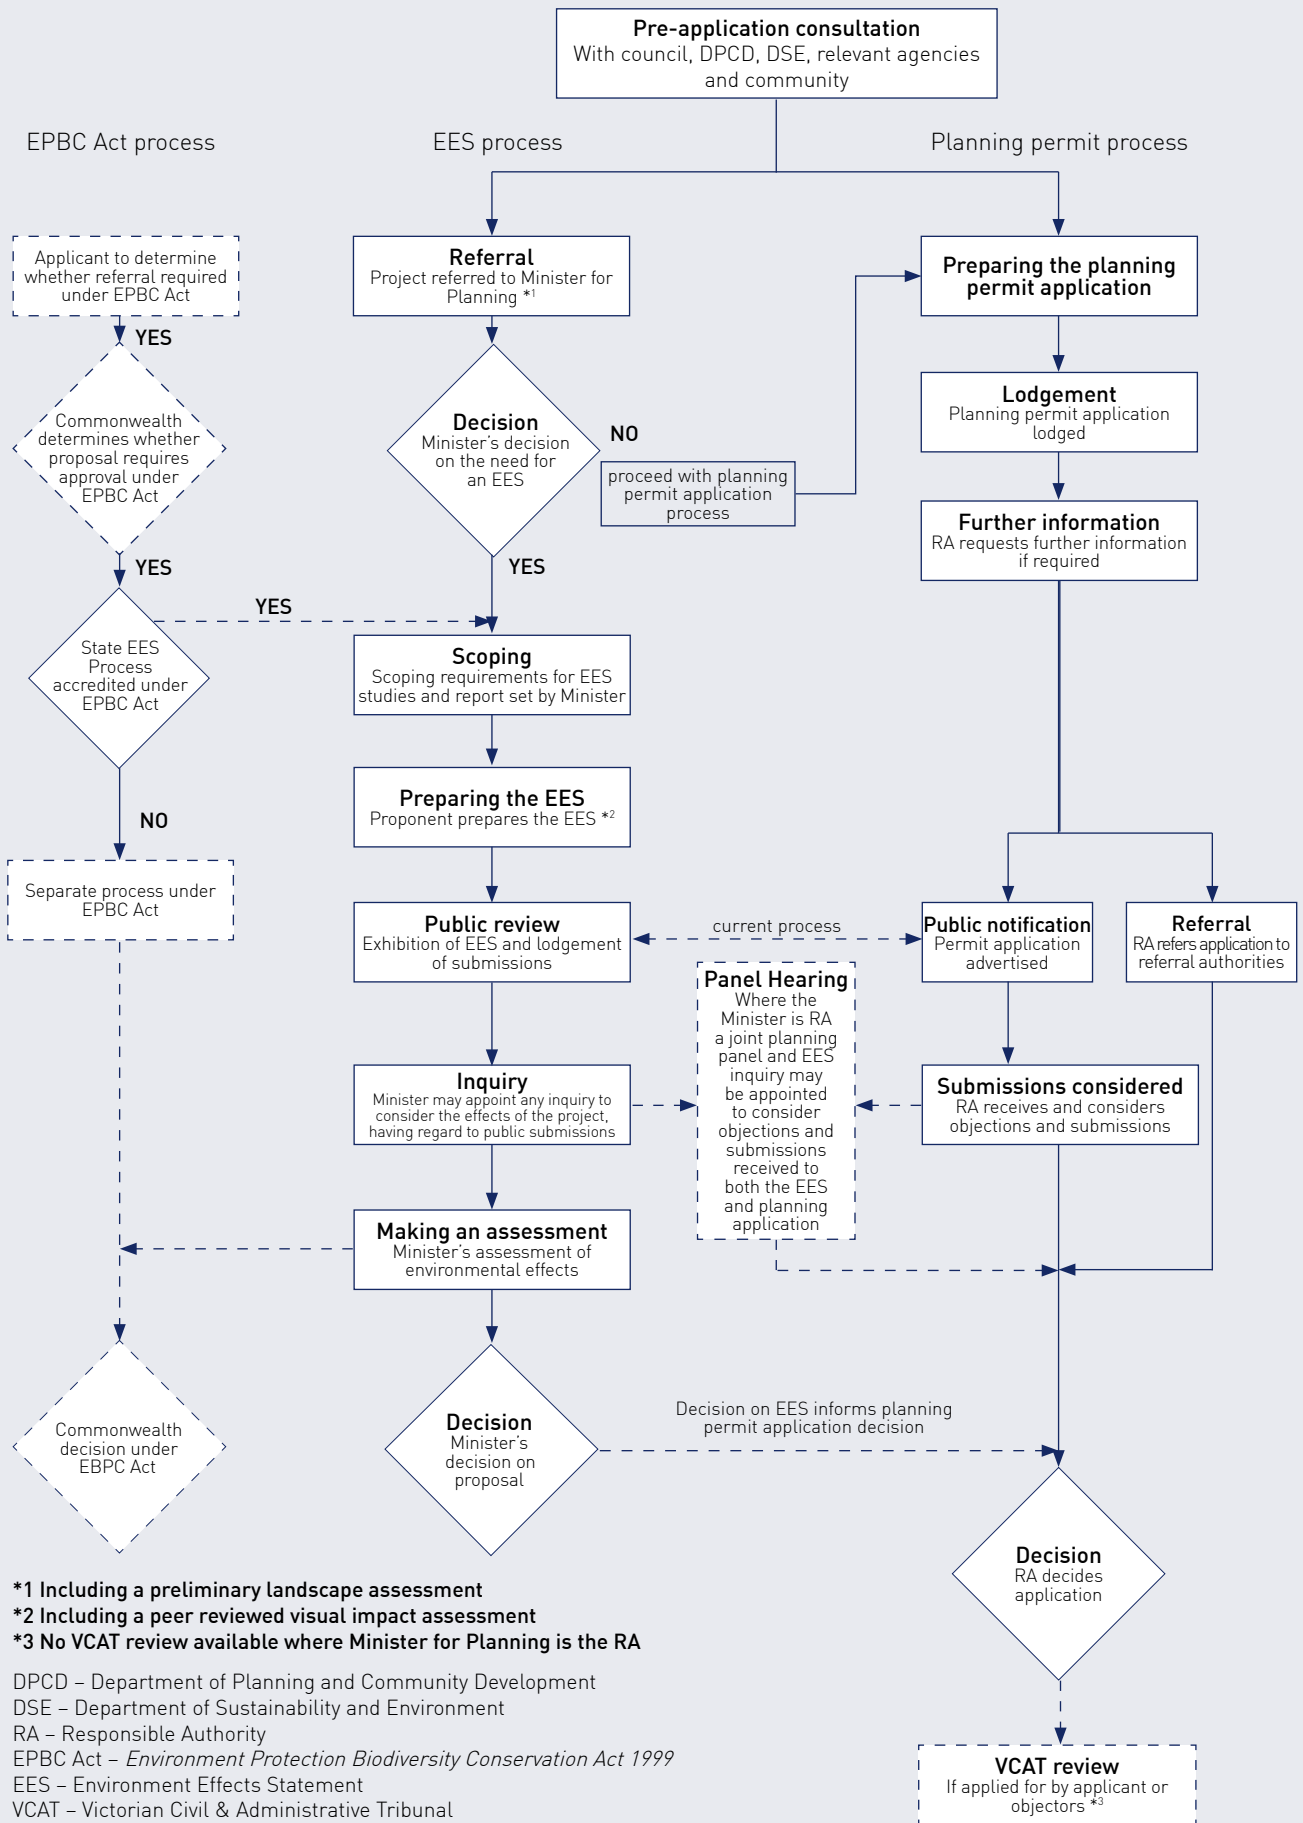 Pre-application consultation
With council, DPCD, DSE, relevant agencies
and community
EPBC Act process
EES process
Planning permit process
Applicant to determine
whether referral required
under EPBC Act
YES
Commonwealth
determines whether
proposal requires
approval under
EPBC Act
YES
State EES
Process
accredited under
EPBC Act
YES
NO
Separate process under
EPBC Act
Commonwealth
decision under
EBPC Act
Referral
Project referred to Minister for
Planning *1
Decision
Minister's decision
on the need for
an EES
NO
proceed with planning
permit application
process
YES
Scoping
Scoping requirements for EES
studies and report set by Minister
Preparing the EES
Proponent prepares the EES *2
Public review
Exhibition of EES and lodgement
of submissions
current process
Inquiry
Minister may appoint any inquiry to
consider the effects of the project,
having regard to public submissions
Making an assessment
Minister's assessment of
environmental effects
Decision
Minister's
decision on
proposal
Decision on EES informs planning
permit application decision
Panel Hearing
Where the
Minister is RA
a joint planning
panel and EES
inquiry may
be appointed
to consider
objections and
submissions
received to
both the EES
and planning
application
Preparing the planning
permit application
Lodgement
Planning permit application
lodged
Further information
RA requests further information
if required
Public notification
Permit application
advertised
Referral
RA refers application to
referral authorities
Submissions considered
RA receives and considers
objections and submissions
Decision
RA decides
application
VCAT review
If applied for by applicant or
objectors *3
*1 Including a preliminary landscape assessment
*2 Including a peer reviewed visual impact assessment
*3 No VCAT review available where Minister for Planning is the RA
DPCD – Department of Planning and Community Development
DSE – Department of Sustainability and Environment
RA – Responsible Authority
EPBC Act – Environment Protection Biodiversity Conservation Act 1999
EES – Environment Effects Statement
VCAT – Victorian Civil & Administrative Tribunal